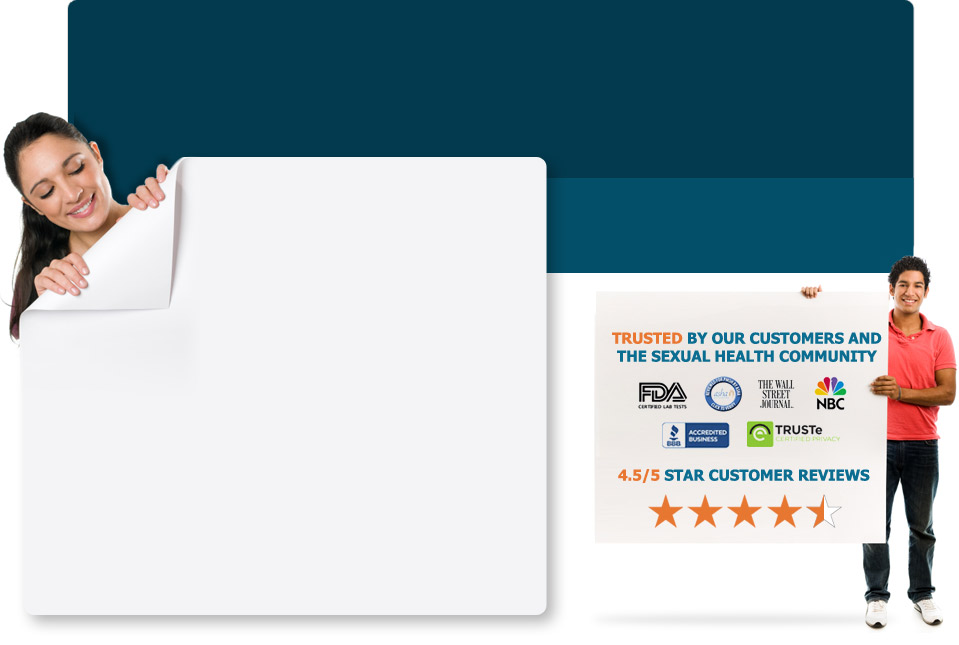 TRUSTED BY OUR CUSTOMERS AND
THE SEXUAL HEALTH COMMUNITY
FDA
CERTIFIED LAB TESTS
asha
THE WALL
STREET
JOURNAL.
NBC
BBB
ACCREDITED
BUSINESS
TRUSTe
CERTIFIED PRIVACY
4.5/5 STAR CUSTOMER REVIEWS